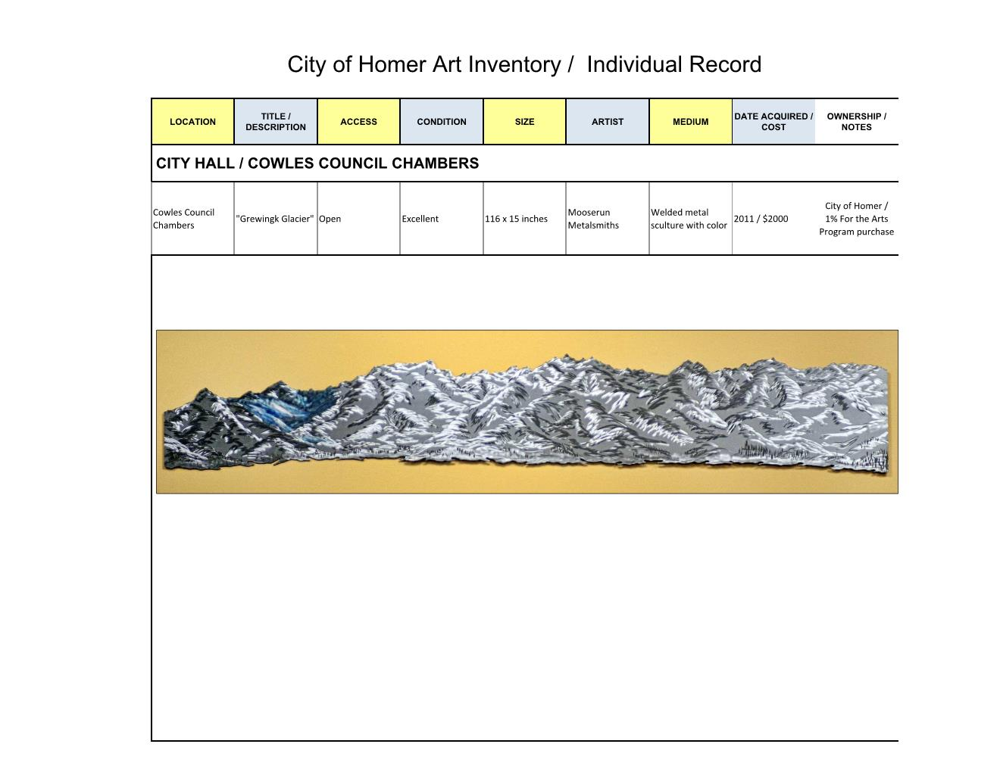 City of Homer Art Inventory /  Individual Record
LOCATION
TITLE /
DESCRIPTION
ACCESS
CONDITION
SIZE
ARTIST
MEDIUM
DATE ACQUIRED /
COST
OWNERSHIP /
NOTES
CITY HALL / COWLES COUNCIL CHAMBERS
Cowles Council
Chambers
"Grewingk Glacier"
Open
Excellent
116 x 15 inches
Mooserun
Metalsmiths
Welded metal
sculture with color
2011 / $2000
City of Homer /
1% For the Arts
Program purchase